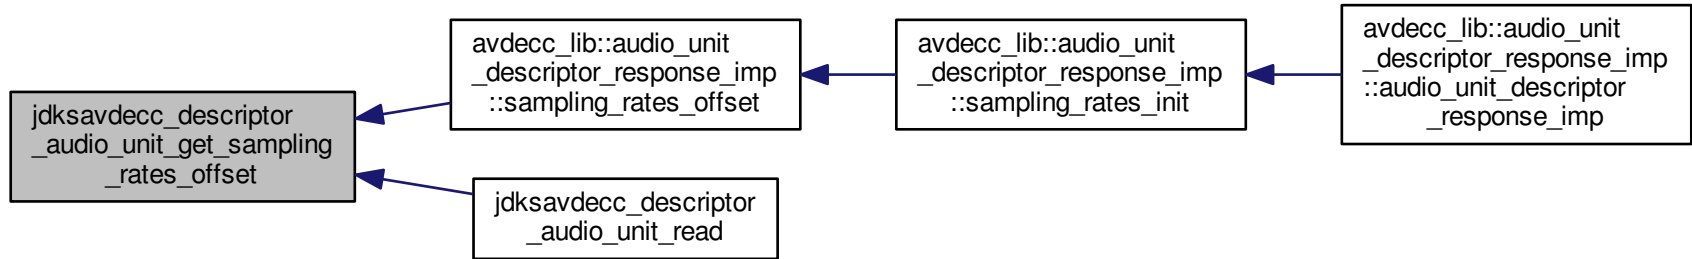 jdksavdecc_descriptor
_audio_unit_get_sampling
_rates_offset
avdecc_lib::audio_unit
_descriptor_response_imp
::sampling_rates_offset
avdecc_lib::audio_unit
_descriptor_response_imp
::sampling_rates_init
avdecc_lib::audio_unit
_descriptor_response_imp
::audio_unit_descriptor
_response_imp
jdksavdecc_descriptor
_audio_unit_read